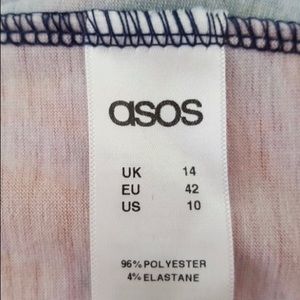 asos
UK 14
EU 42
US 10
96% POLYESTER
4% ELASTANE